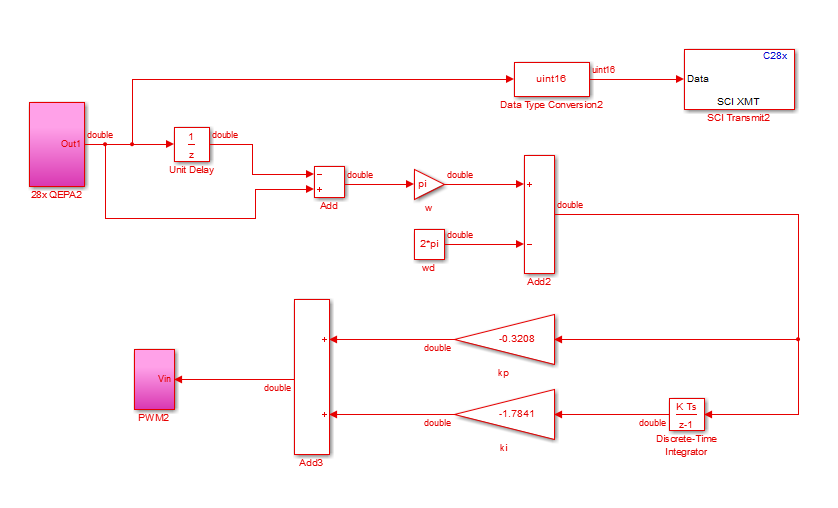 C28x
uint16
uint16
Data
SCI XMT
Data Type Conversion2
SCI Transmit2
Out1
double
1
z
double
28x QEPA2
Unit Delay
−
+
double
Add
pi
double
w
+
−
double
2*pi
double
wd
Add2
-0.3208
double
kp
+
+
double
Vin
PWM2
-1.7841
double
ki
K Ts
z-1
double
Discrete-Time
Integrator
Add3